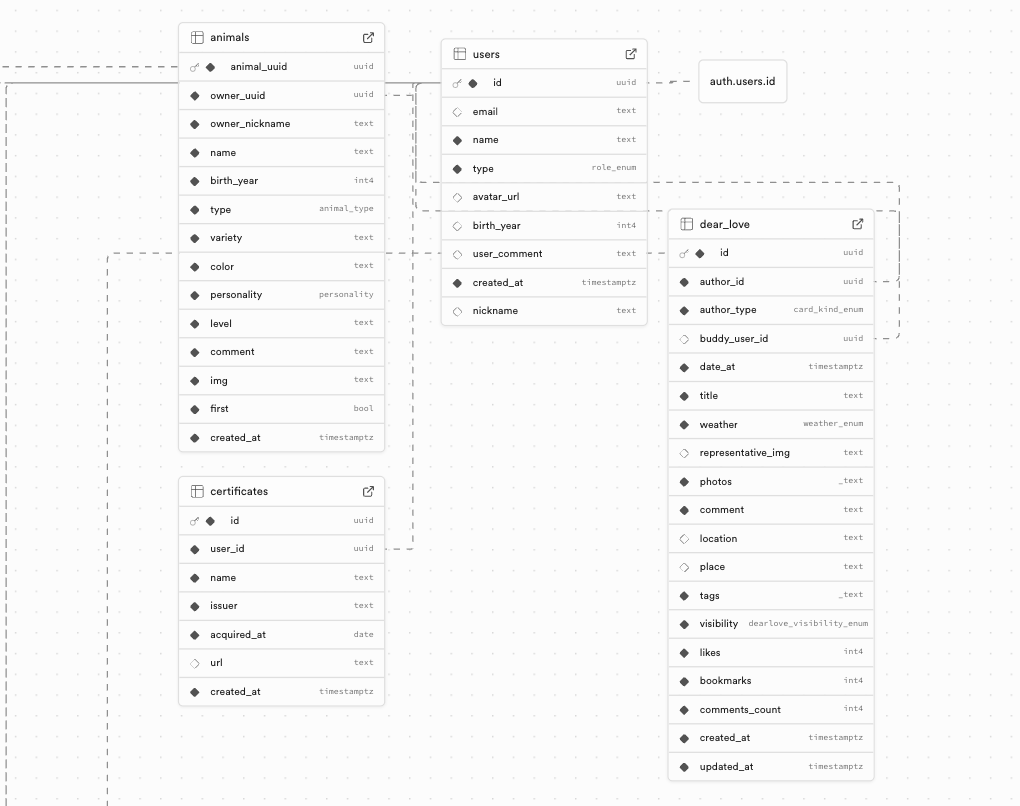 animals
animal_uuid uuid
owner_uuid uuid
owner_nickname text
name text
birth_year int4
type animal_type
variety text
color text
personality personality
level text
comment text
img text
first bool
created_at timestamptz
users
id uuid
email text
name text
type role_enum
avatar_url text
birth_year int4
user_comment text
created_at timestamptz
nickname text
auth.users.id
certificates
id uuid
user_id uuid
name text
issuer text
acquired_at date
url text
created_at timestamptz
dear_love
id uuid
author_id uuid
author_type card_kind_enum
buddy_user_id uuid
date_at timestamptz
title text
weather weather_enum
representative_img text
photos _text
comment text
location text
place text
tags _text
visibility dearlove_visibility_enum
likes int4
bookmarks int4
comments_count int4
created_at timestamptz
updated_at timestamptz